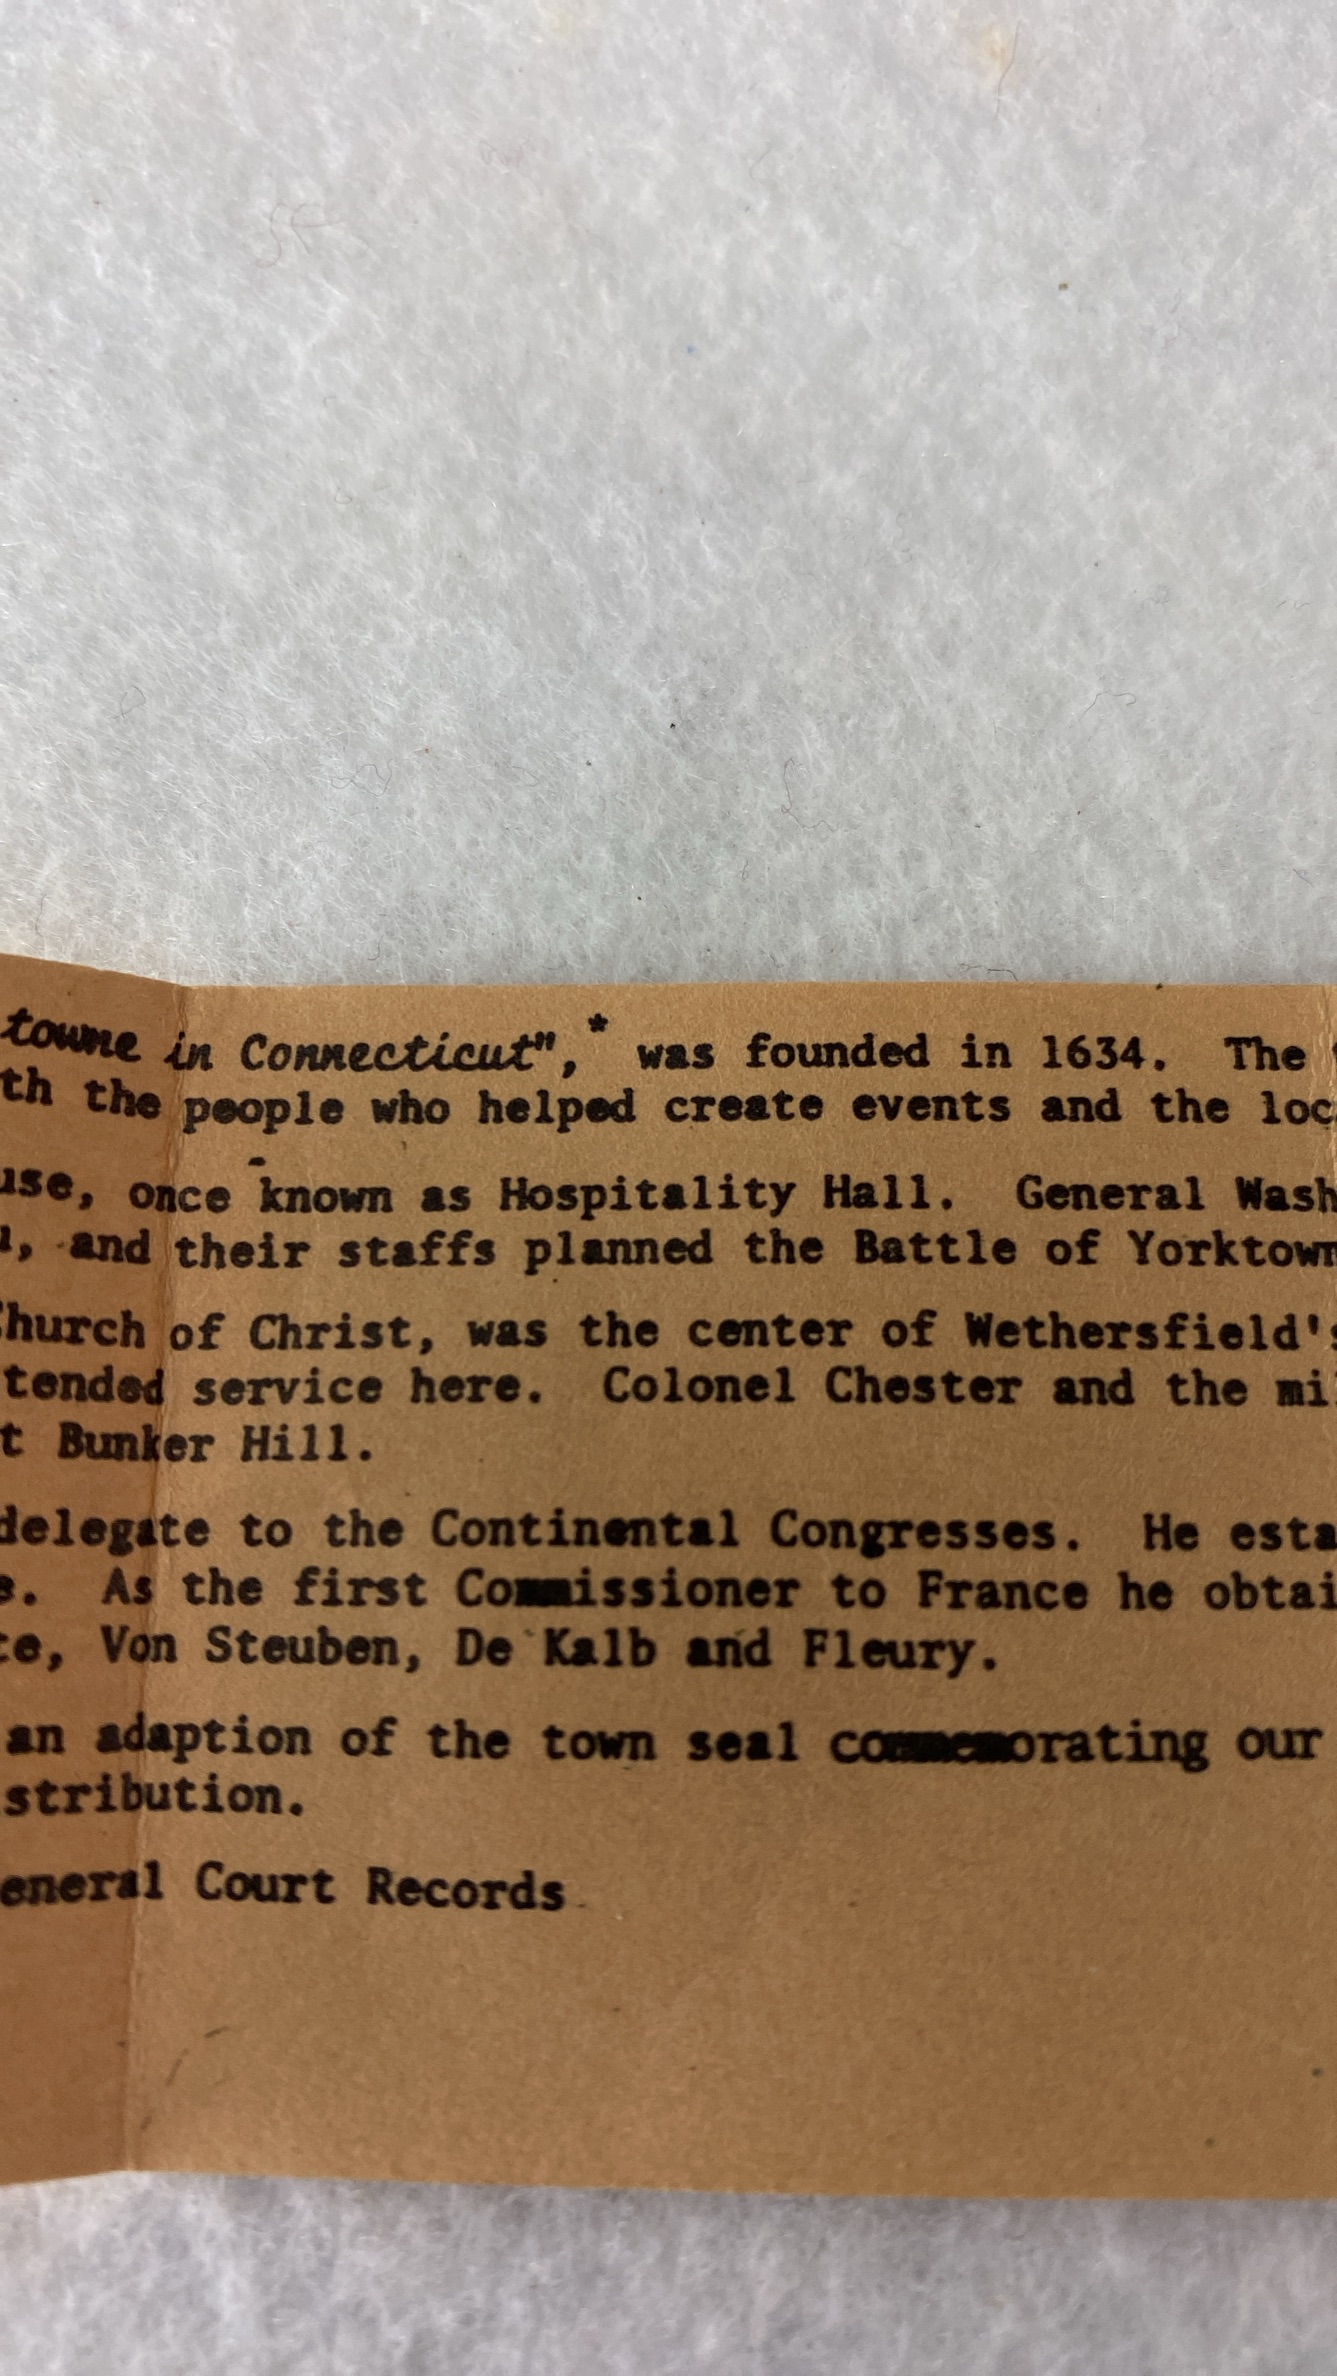 towne in Connecticut",* was founded in 1634. The
th the people who helped create events and the loc
use, once known as Hospitality Hall. General Wash
u, and their staffs planned the Battle of Yorktown
Church of Christ, was the center of Wethersfield's
tended service here. Colonel Chester and the mil
t Bunker Hill.
delegate to the Continental Congresses. He esta
e. As the first Commissioner to France he obtai
te, Von Steuben, De Kalb and Fleury.
an adaption of the town seal commemorating our
stribution.
eneral Court Records